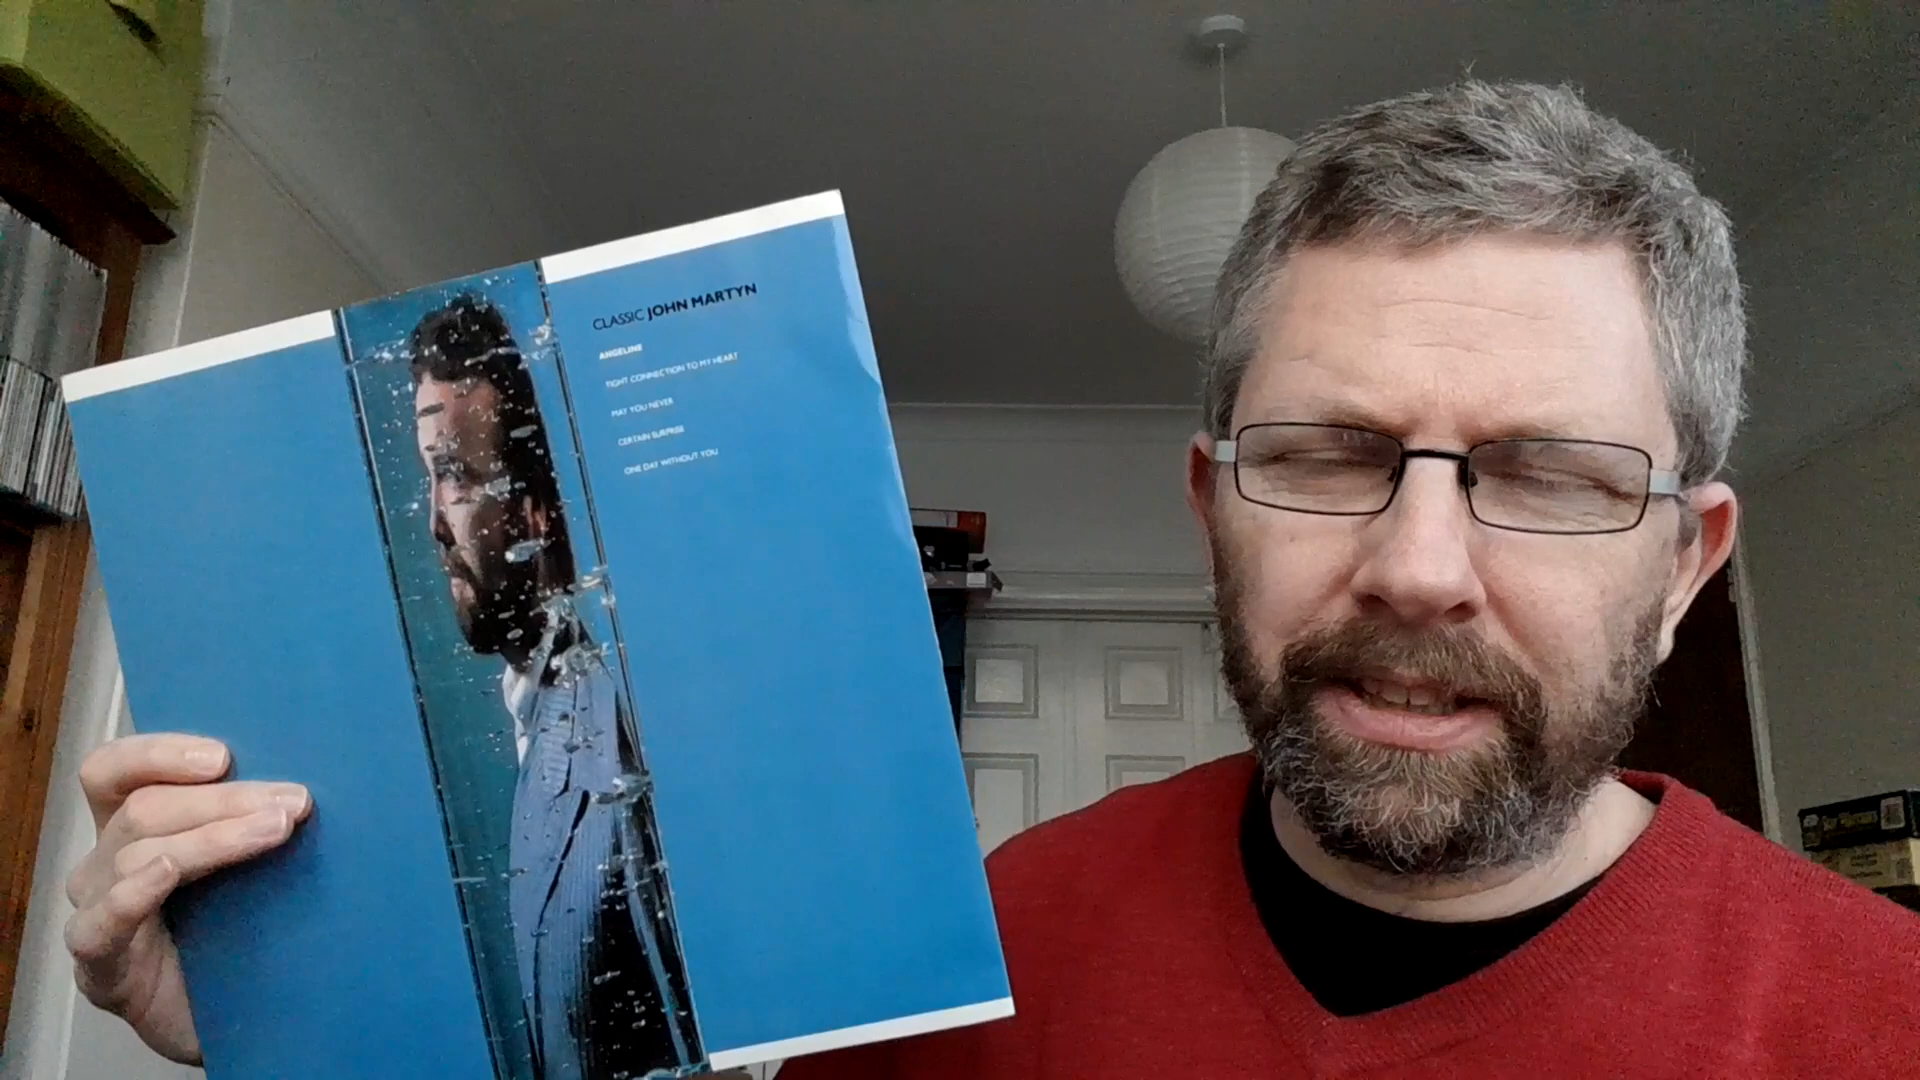 CLASSIC JOHN MARTYN
ANGELINE
TIGHT CONNECTION TO MY HEART
MAY YOU NEVER
CERTAIN SURPRISE
ONE DAY WITHOUT YOU